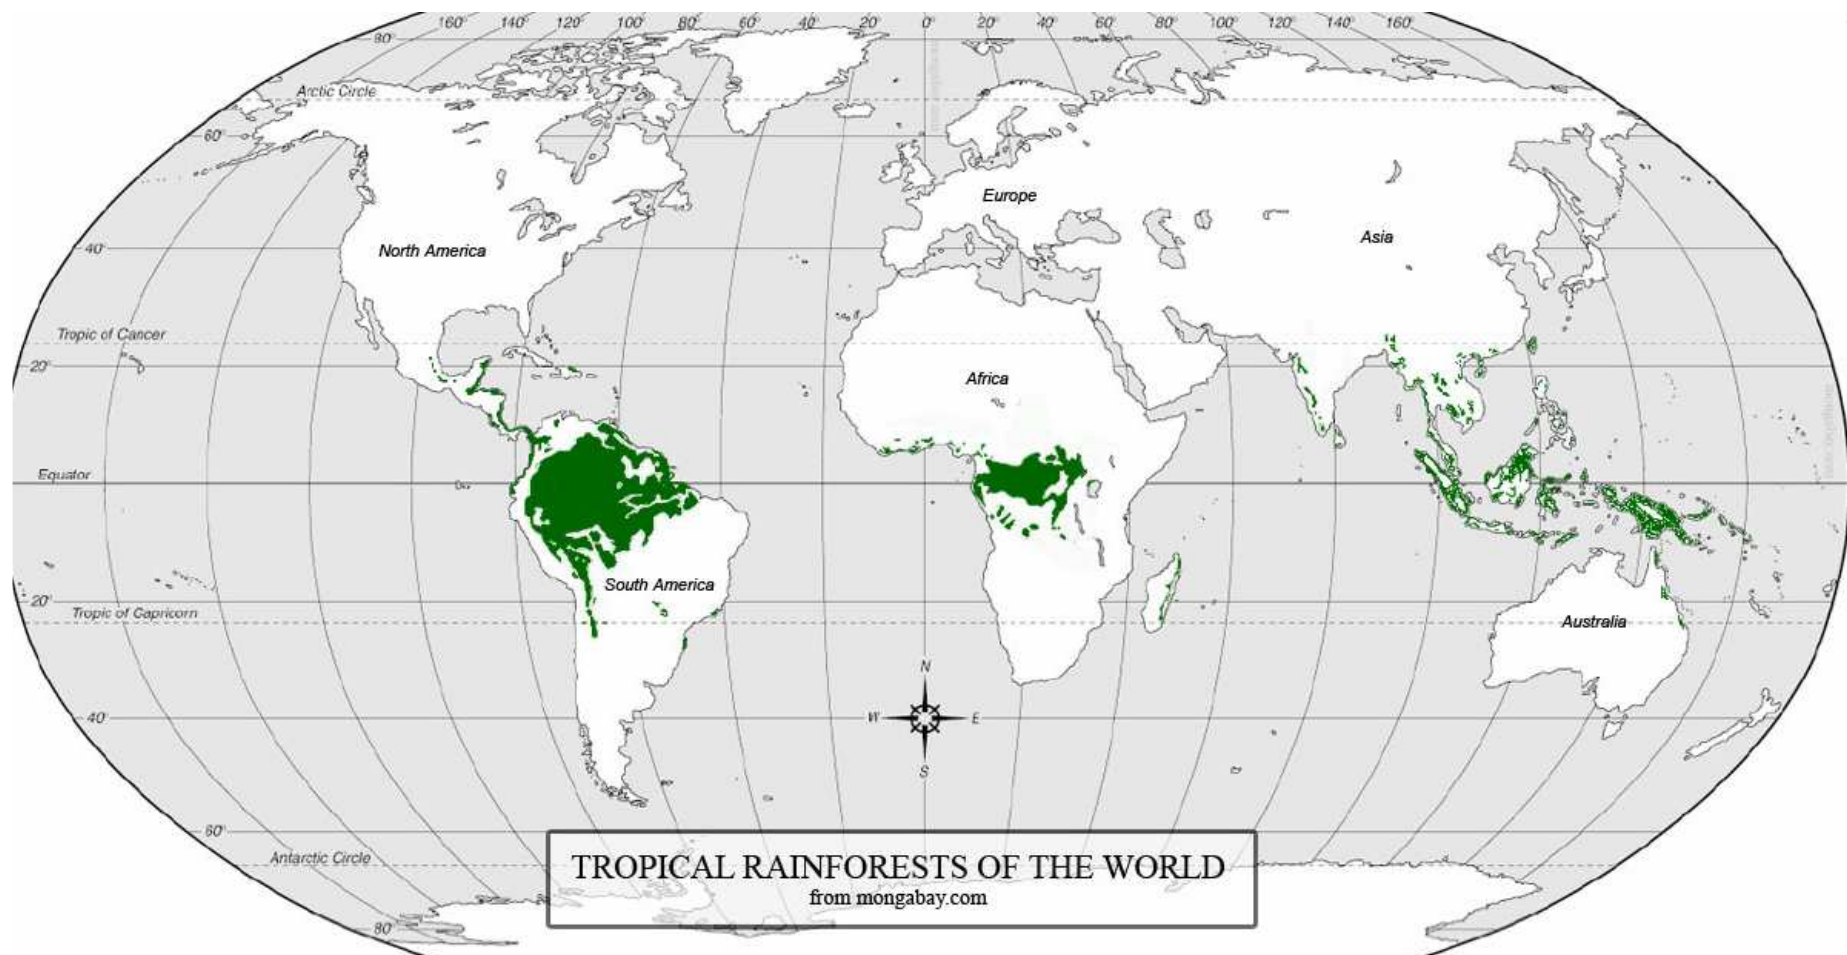 160° 140° 120° 100° 80° 60° 40° 20° 0° 20° 40° 60° 80° 100° 120° 140° 160°
80°
Arctic Circle
60°
Europe
Asia
North America
40°
Tropic of Cancer
20°
Africa
Equator
South America
20°
Tropic of Capricorn
Australia
N
W E
S
40°
60°
Antarctic Circle
TROPICAL RAINFORESTS OF THE WORLD
from mongabay.com
80°